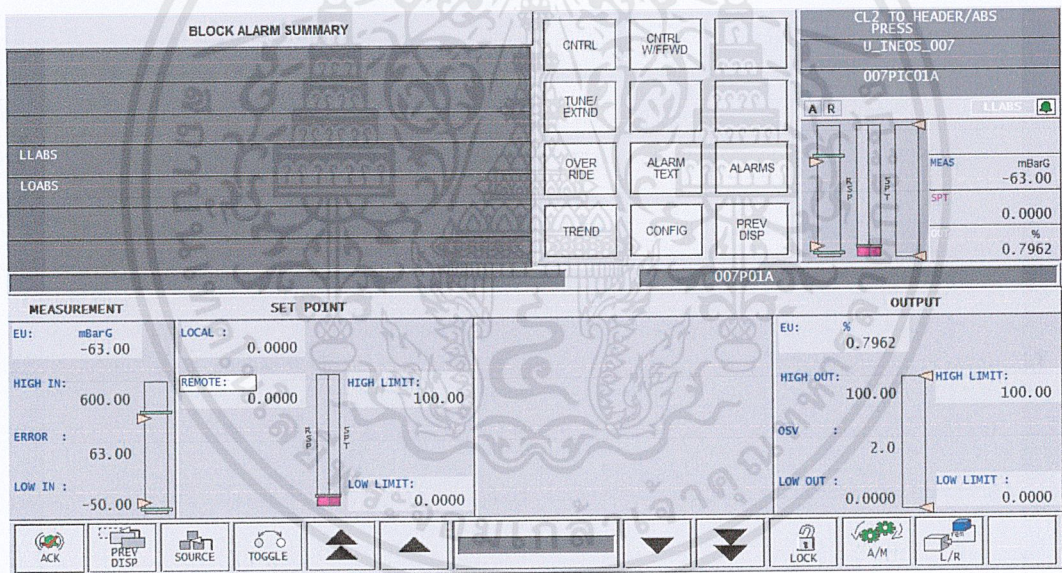 BLOCK ALARM SUMMARY
LLABS
LOABS
CNTRL
CNTRL W/FFWD
TUNE/EXTND
OVER RIDE
ALARM TEXT
ALARMS
TREND
CONFIG
PREV DISP
CL2 TO HEADER/ABS
PRESS
U_INEOS_007
007PIC01A
A R
LLABS
RSP
SPT
MEAS mBarG
-63.00
SPT
0.0000
%
0.7962
007P01A
MEASUREMENT
EU: mBarG
-63.00
HIGH IN:
600.00
ERROR :
63.00
LOW IN :
-50.00
SET POINT
LOCAL :
0.0000
REMOTE:
0.0000
RSP
SPT
HIGH LIMIT:
100.00
LOW LIMIT:
0.0000
OUTPUT
EU: %
0.7962
HIGH OUT:
100.00
HIGH LIMIT:
100.00
OSV :
2.0
LOW OUT :
0.0000
LOW LIMIT :
0.0000
ACK
PREV DISP
SOURCE
TOGGLE
LOCK
A/M
rem
L/R